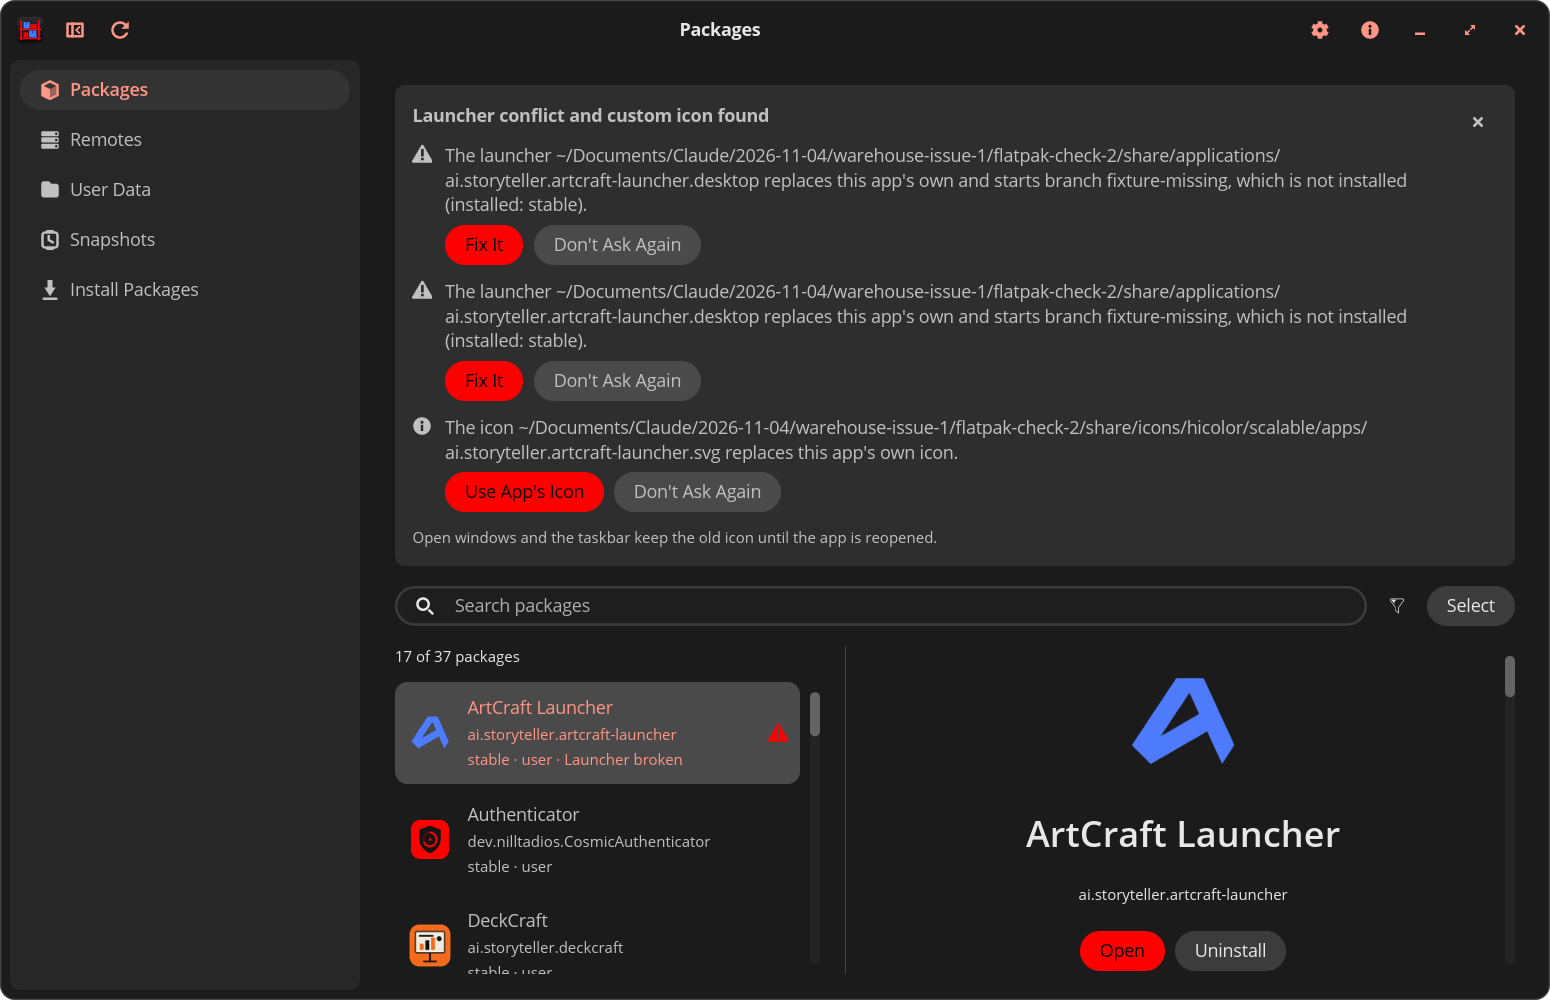 Packages
Packages
Remotes
User Data
Snapshots
Install Packages
Launcher conflict and custom icon found
The launcher ~/Documents/Claude/2026-11-04/warehouse-issue-1/flatpak-check-2/share/applications/
ai.storyteller.artcraft-launcher.desktop replaces this app's own and starts branch fixture-missing, which is not installed
(installed: stable).
Fix It
Don't Ask Again
The launcher ~/Documents/Claude/2026-11-04/warehouse-issue-1/flatpak-check-2/share/applications/
ai.storyteller.artcraft-launcher.desktop replaces this app's own and starts branch fixture-missing, which is not installed
(installed: stable).
Fix It
Don't Ask Again
The icon ~/Documents/Claude/2026-11-04/warehouse-issue-1/flatpak-check-2/share/icons/hicolor/scalable/apps/
ai.storyteller.artcraft-launcher.svg replaces this app's own icon.
Use App's Icon
Don't Ask Again
Open windows and the taskbar keep the old icon until the app is reopened.
Search packages
Select
17 of 37 packages
ArtCraft Launcher
ai.storyteller.artcraft-launcher
stable · user · Launcher broken
Authenticator
dev.nilltadios.CosmicAuthenticator
stable · user
DeckCraft
ai.storyteller.deckcraft
stable · user
ArtCraft Launcher
ai.storyteller.artcraft-launcher
Open
Uninstall